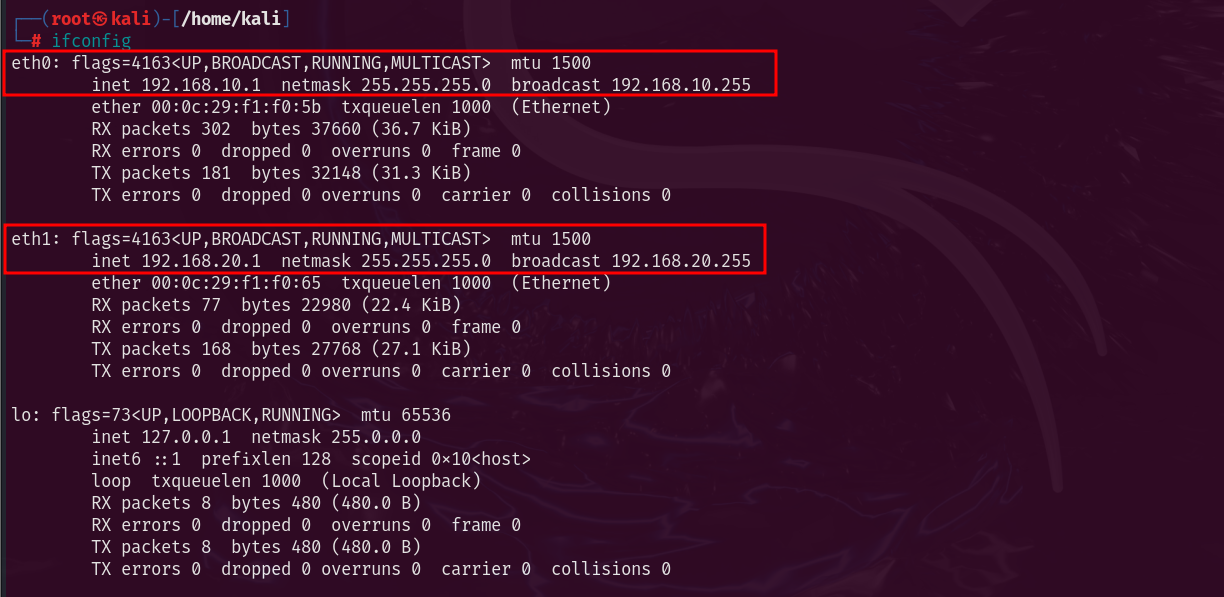 ┌──(root㉿kali)-[/home/kali]
└─# ifconfig
eth0: flags=4163<UP,BROADCAST,RUNNING,MULTICAST>  mtu 1500
        inet 192.168.10.1  netmask 255.255.255.0  broadcast 192.168.10.255
        ether 00:0c:29:f1:f0:5b  txqueuelen 1000  (Ethernet)
        RX packets 302  bytes 37660 (36.7 KiB)
        RX errors 0  dropped 0  overruns 0  frame 0
        TX packets 181  bytes 32148 (31.3 KiB)
        TX errors 0  dropped 0 overruns 0  carrier 0  collisions 0

eth1: flags=4163<UP,BROADCAST,RUNNING,MULTICAST>  mtu 1500
        inet 192.168.20.1  netmask 255.255.255.0  broadcast 192.168.20.255
        ether 00:0c:29:f1:f0:65  txqueuelen 1000  (Ethernet)
        RX packets 77  bytes 22980 (22.4 KiB)
        RX errors 0  dropped 0  overruns 0  frame 0
        TX packets 168  bytes 27768 (27.1 KiB)
        TX errors 0  dropped 0 overruns 0  carrier 0  collisions 0

lo: flags=73<UP,LOOPBACK,RUNNING>  mtu 65536
        inet 127.0.0.1  netmask 255.0.0.0
        inet6 ::1  prefixlen 128  scopeid 0×10<host>
        loop  txqueuelen 1000  (Local Loopback)
        RX packets 8  bytes 480 (480.0 B)
        RX errors 0  dropped 0  overruns 0  frame 0
        TX packets 8  bytes 480 (480.0 B)
        TX errors 0  dropped 0 overruns 0  carrier 0  collisions 0